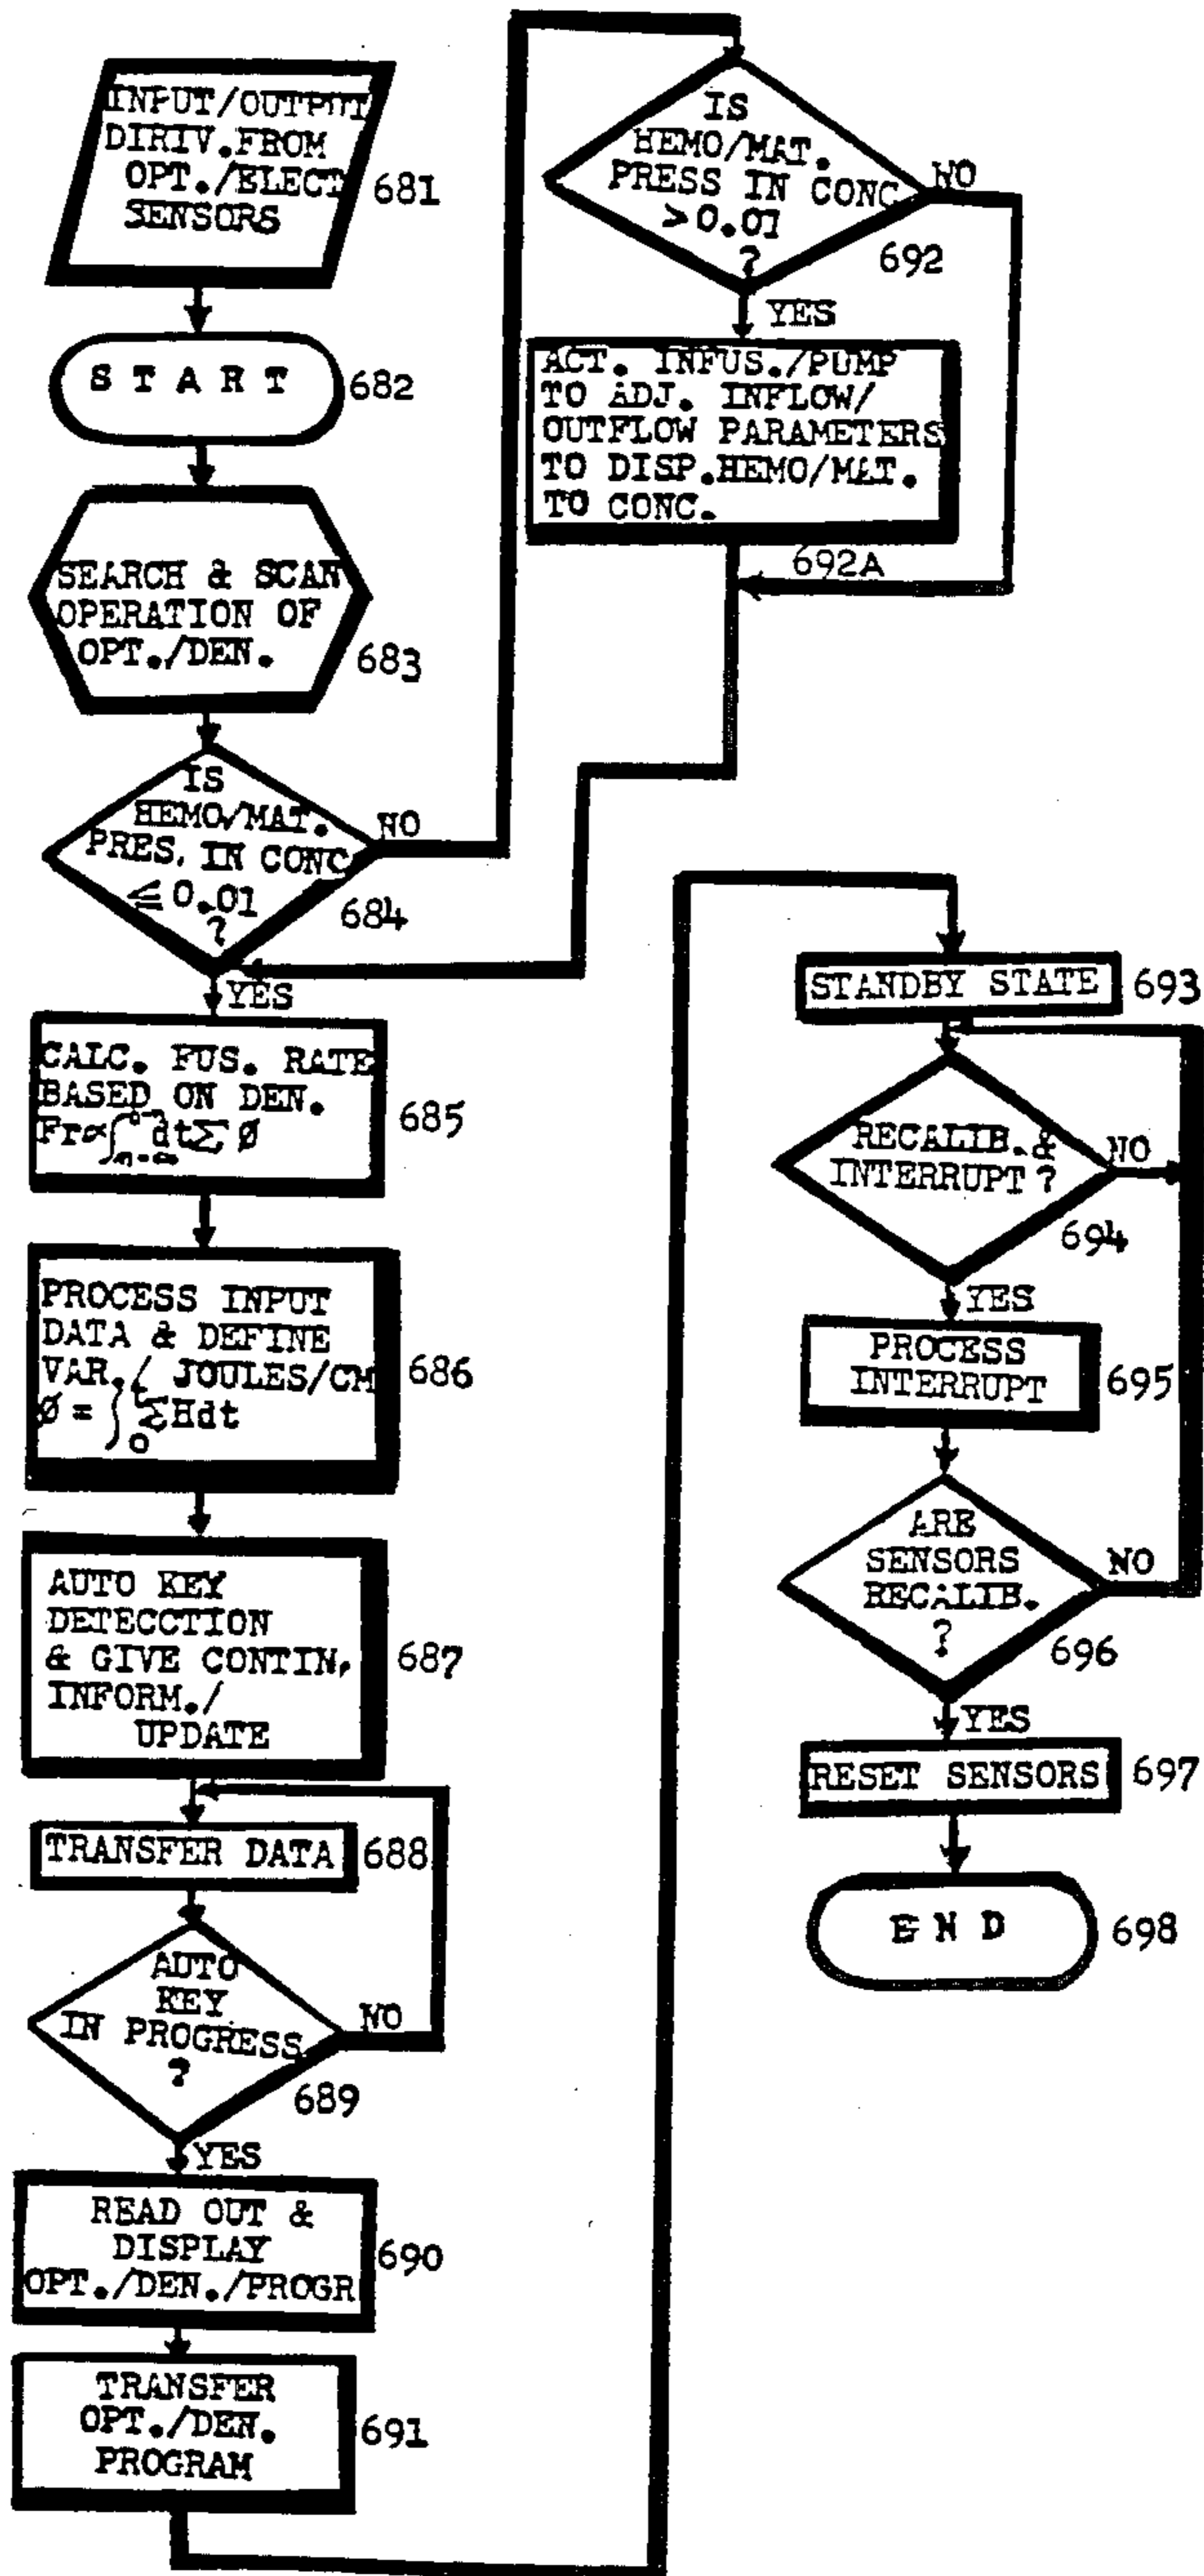 INPUT/OUTPUT
DIRIV.FROM
OPT./ELECT
SENSORS
681
S T A R T
682
SEARCH & SCAN
OPERATION OF
OPT./DEN.
683
IS
HEMO/MAT.
PRES. IN CONC
≦ 0.01
?
684
NO
YES
CALC. FUS. RATE
BASED ON DEN.
Fr∝∫ dtΣ Ø
685
PROCESS INPUT
DATA & DEFINE
VAR./ JOULES/CM
Ø = ∫₀ᵗ ΣHdt
686
AUTO KEY
DETECCTION
& GIVE CONTIN.
INFORM./
UPDATE
687
TRANSFER DATA
688
AUTO
KEY
IN PROGRESS
?
689
NO
YES
READ OUT &
DISPLAY
OPT./DEN./PROGR
690
TRANSFER
OPT./DEN.
PROGRAM
691
IS
HEMO/MAT.
PRESS IN CONC
>0.01
?
NO
692
YES
ACT. INFUS./PUMP
TO ADJ. INFLOW/
OUTFLOW PARAMETERS
TO DISP.HEMO/MAT.
TO CONC.
692A
STANDBY STATE
693
RECALIB.&
INTERRUPT ?
NO
694
YES
PROCESS
INTERRUPT
695
ARE
SENSORS
RECALIB.
?
NO
696
YES
RESET SENSORS
697
E N D
698